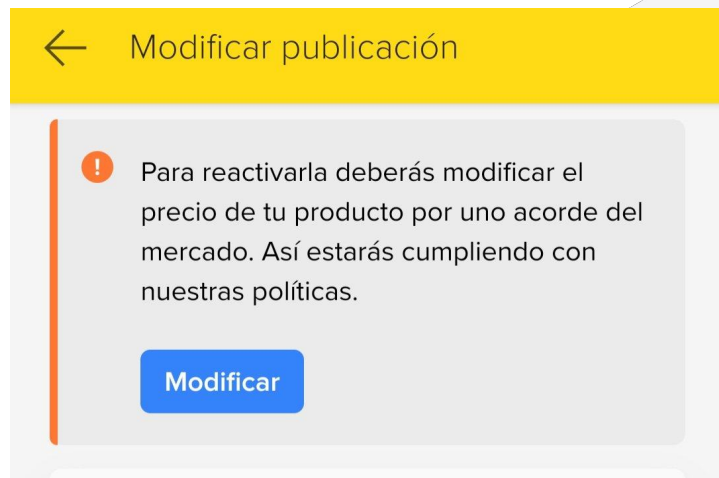 Modificar publicación
Para reactivarla deberás modificar el
precio de tu producto por uno acorde del
mercado. Así estarás cumpliendo con
nuestras políticas.
Modificar